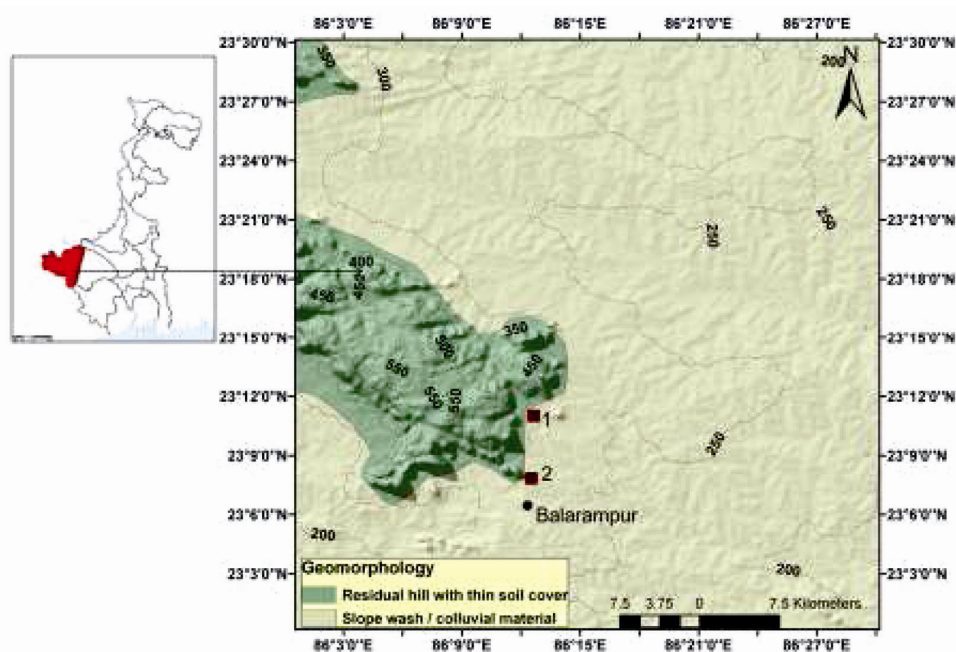 86°3'0"E 86°9'0"E 86°15'0"E 86°21'0"E 86°27'0"E
23°30'0"N 23°30'0"N
23°27'0"N 23°27'0"N
23°24'0"N 23°24'0"N
23°21'0"N 23°21'0"N
23°18'0"N 23°18'0"N
23°15'0"N 23°15'0"N
23°12'0"N 23°12'0"N
23°9'0"N 23°9'0"N
23°6'0"N 23°6'0"N
23°3'0"N 23°3'0"N
N
200
350
300
250
250
400
450
450
350
500
450
550
550
550
250
1
2
Balarampur
200
200
Geomorphology
Residual hill with thin soil cover
Slope wash / colluvial material
7.5 3.75 0 7.5 Kilometers
86°3'0"E 86°9'0"E 86°15'0"E 86°21'0"E 86°27'0"E